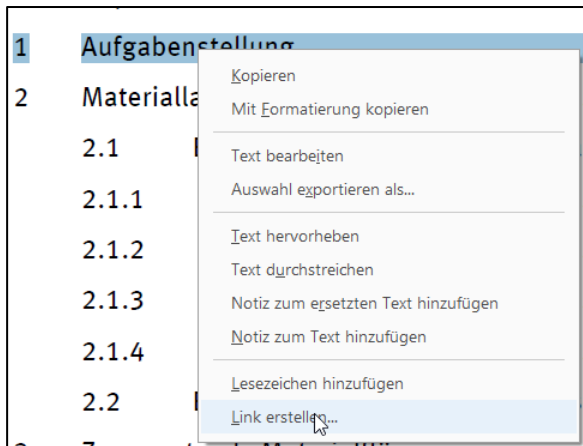 1 Aufgabenstellung
Kopieren
2
Mit Formatierung kopieren
2.1
Text bearbeiten
Auswahl exportieren als...
2.1.1
Text hervorheben
2.1.2
Text durchstreichen
2.1.3
Notiz zum ersetzten Text hinzufügen
Notiz zum Text hinzufügen
2.1.4
Lesezeichen hinzufügen
2.2
Link erstellen...